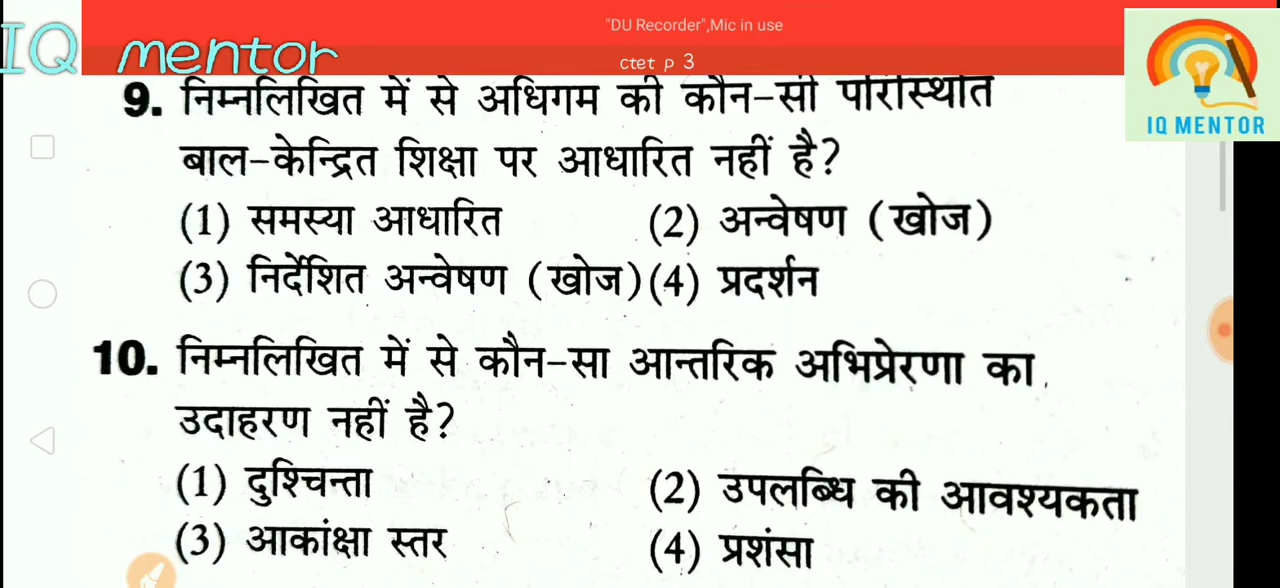 IQ mentor
"DU Recorder",Mic in use
ctet p 3
IQ MENTOR
9. निम्नलिखित में से अधिगम की कौन-सी परिस्थिति
बाल-केन्द्रित शिक्षा पर आधारित नहीं है?
(1) समस्या आधारित (2) अन्वेषण (खोज)
(3) निर्देशित अन्वेषण (खोज) (4) प्रदर्शन
10. निम्नलिखित में से कौन-सा आन्तरिक अभिप्रेरणा का
उदाहरण नहीं है?
(1) दुश्चिन्ता (2) उपलब्धि की आवश्यकता
(3) आकांक्षा स्तर (4) प्रशंसा